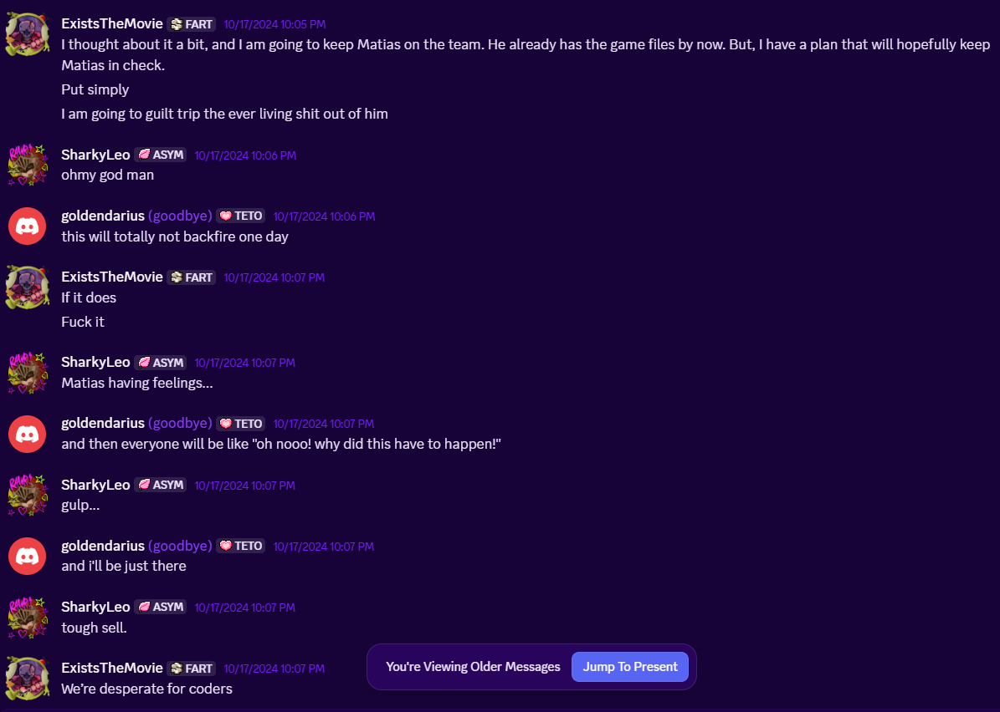 ExistsTheMovie FART 10/17/2024 10:05 PM
I thought about it a bit, and I am going to keep Matias on the team. He already has the game files by now. But, I have a plan that will hopefully keep
Matias in check.
Put simply
I am going to guilt trip the ever living shit out of him
SharkyLeo ASYM 10/17/2024 10:06 PM
ohmy god man
goldendarius (goodbye) TETO 10/17/2024 10:06 PM
this will totally not backfire one day
ExistsTheMovie FART 10/17/2024 10:07 PM
If it does
Fuck it
SharkyLeo ASYM 10/17/2024 10:07 PM
Matias having feelings...
goldendarius (goodbye) TETO 10/17/2024 10:07 PM
and then everyone will be like "oh nooo! why did this have to happen!"
SharkyLeo ASYM 10/17/2024 10:07 PM
gulp...
goldendarius (goodbye) TETO 10/17/2024 10:07 PM
and i'll be just there
SharkyLeo ASYM 10/17/2024 10:07 PM
tough sell.
ExistsTheMovie FART 10/17/2024 10:07 PM
We're desperate for coders
You're Viewing Older Messages Jump To Present